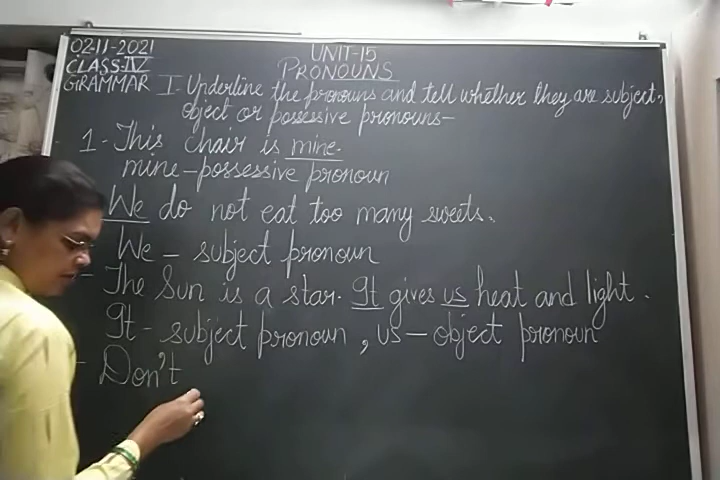 02-11-2021
CLASS-IV
GRAMMAR
UNIT-15
PRONOUNS
I- Underline the pronouns and tell whether they are subject,
object or possessive pronouns-
1- This chair is mine.
mine-possessive pronoun
We do not eat too many sweets.
We - subject pronoun
- The Sun is a star. It gives us heat and light.
It - subject pronoun, us - object pronoun
- Don't